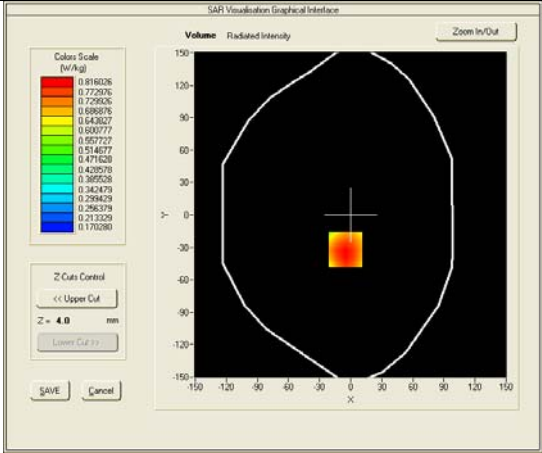 SAR Visualisation Graphical Interface
Volume Radiated Intensity
Zoom In/Out
Colors Scale
(W/kg)
0.816026
0.772976
0.729926
0.686876
0.643827
0.600777
0.557727
0.514677
0.471628
0.428578
0.385528
0.342479
0.299429
0.256379
0.213329
0.170280
Z Cuts Control
<< Upper Cut
Z = 4.0 mm
Lower Cut >>
SAVE
Cancel
150
120
90
60
30
0
-30
-60
-90
-120
-150
Y
-150 -120 -90 -60 -30 0 30 60 90 120 150
X